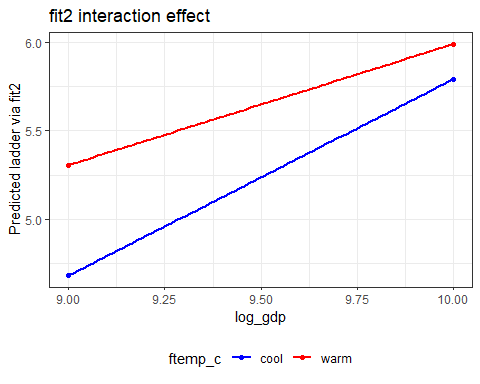 fit2 interaction effect
Predicted ladder via fit2
6.0
5.5
5.0
9.00 9.25 9.50 9.75 10.00
log_gdp
ftemp_c cool warm